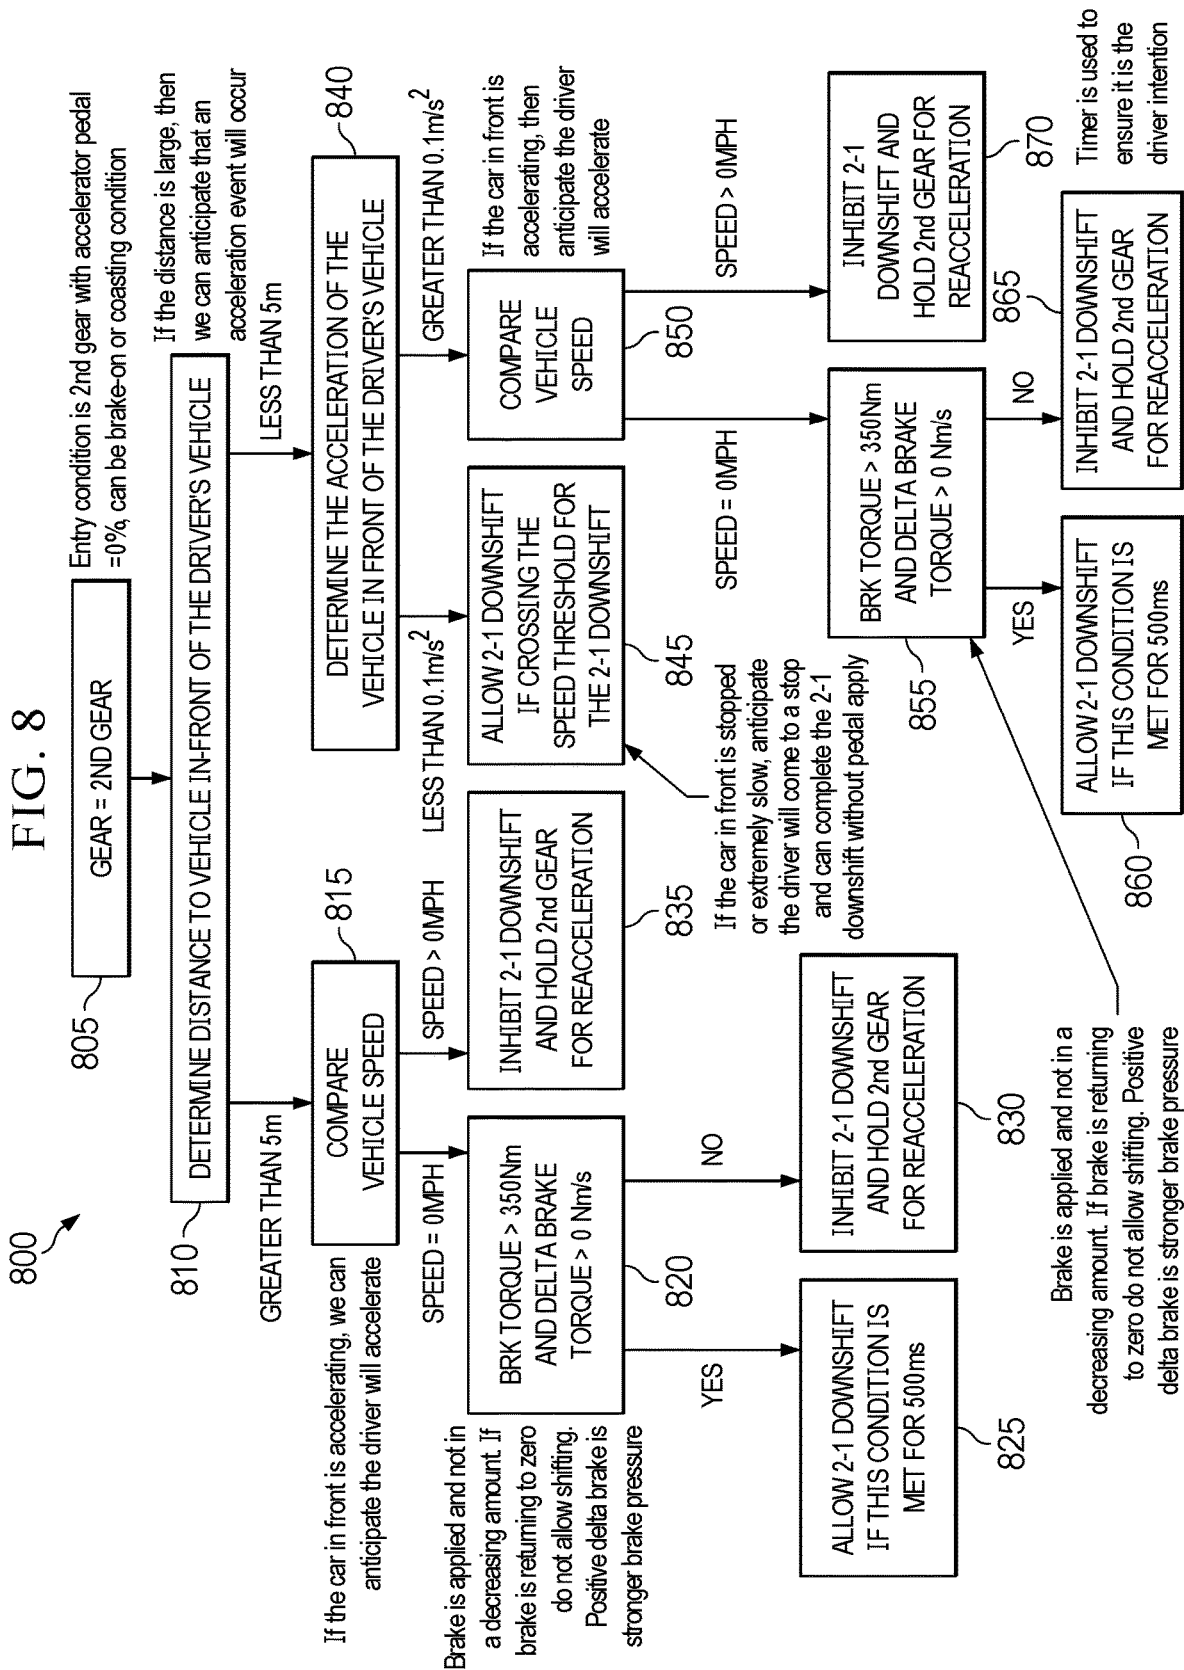 FIG. 8
800
805
GEAR = 2ND GEAR
Entry condition is 2nd gear with accelerator pedal
=0%, can be brake-on or coasting condition
810
DETERMINE DISTANCE TO VEHICLE IN-FRONT OF THE DRIVER'S VEHICLE
If the distance is large, then
we can anticipate that an
acceleration event will occur
GREATER THAN 5m
LESS THAN 5m
If the car in front is accelerating, we can
anticipate the driver will accelerate
COMPARE
VEHICLE SPEED
815
DETERMINE THE ACCELERATION OF THE
VEHICLE IN FRONT OF THE DRIVER'S VEHICLE
840
SPEED = 0MPH
SPEED > 0MPH
LESS THAN 0.1m/s²
GREATER THAN 0.1m/s²
Brake is applied and not in
a decreasing amount. If
brake is returning to zero
do not allow shifting.
Positive delta brake is
stronger brake pressure
BRK TORQUE > 350Nm
AND DELTA BRAKE
TORQUE > 0 Nm/s
820
INHIBIT 2-1 DOWNSHIFT
AND HOLD 2nd GEAR
FOR REACCELERATION
835
ALLOW 2-1 DOWNSHIFT
IF CROSSING THE
SPEED THRESHOLD FOR
THE 2-1 DOWNSHIFT
845
COMPARE
VEHICLE
SPEED
850
If the car in front is
accelerating, then
anticipate the driver
will accelerate
YES
NO
If the car in front is stopped
or extremely slow, anticipate
the driver will come to a stop
and can complete the 2-1
downshift without pedal apply
SPEED = 0MPH
SPEED > 0MPH
ALLOW 2-1 DOWNSHIFT
IF THIS CONDITION IS
MET FOR 500ms
825
INHIBIT 2-1 DOWNSHIFT
AND HOLD 2nd GEAR
FOR REACCELERATION
830
855
BRK TORQUE > 350Nm
AND DELTA BRAKE
TORQUE > 0 Nm/s
INHIBIT 2-1
DOWNSHIFT AND
HOLD 2nd GEAR FOR
REACCELERATION
870
YES
NO
Brake is applied and not in a
decreasing amount. If brake is returning
to zero do not allow shifting. Positive
delta brake is stronger brake pressure
860
ALLOW 2-1 DOWNSHIFT
IF THIS CONDITION IS
MET FOR 500ms
865
INHIBIT 2-1 DOWNSHIFT
AND HOLD 2nd GEAR
FOR REACCELERATION
Timer is used to
ensure it is the
driver intention